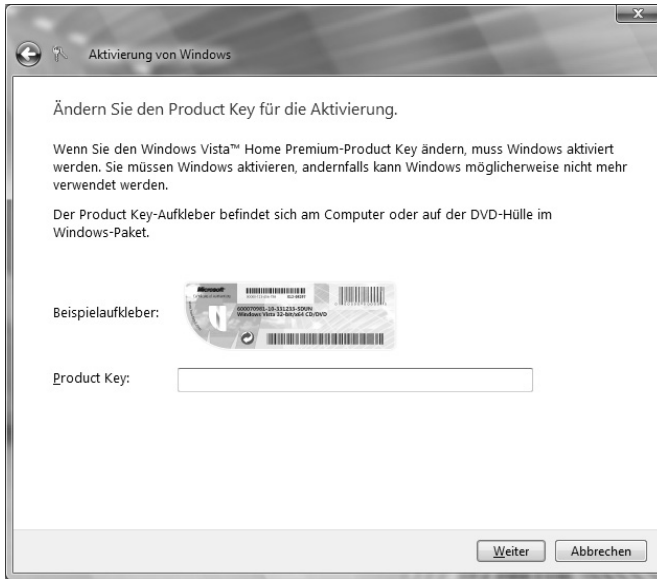 X
Aktivierung von Windows
Ändern Sie den Product Key für die Aktivierung.
Wenn Sie den Windows Vista™ Home Premium-Product Key ändern, muss Windows aktiviert
werden. Sie müssen Windows aktivieren, andernfalls kann Windows möglicherweise nicht mehr
verwendet werden.
Der Product Key-Aufkleber befindet sich am Computer oder auf der DVD-Hülle im
Windows-Paket.
Beispielaufkleber:
Microsoft
Windows Vista 32-bit/x64 CD/DVD
Product Key:
Weiter
Abbrechen